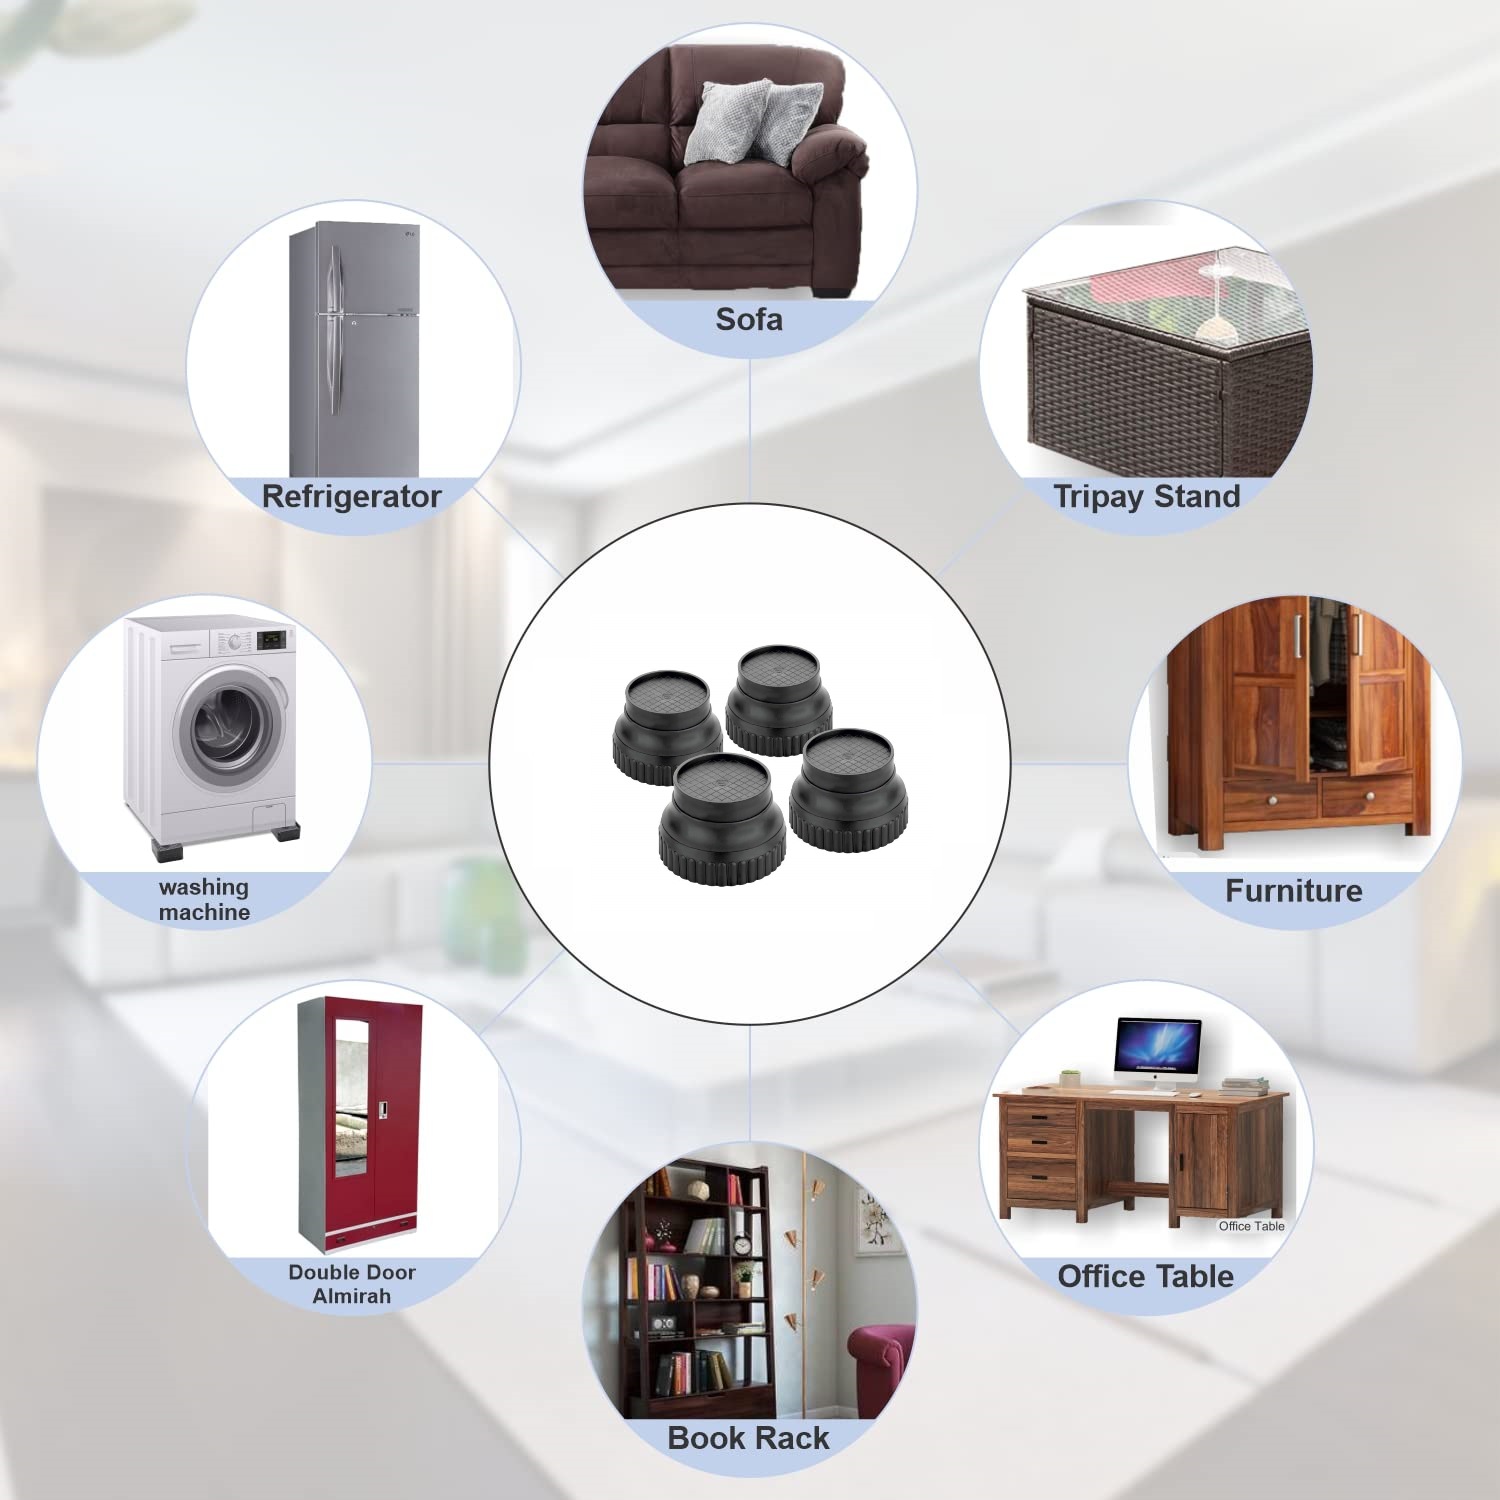 Sofa
Refrigerator
Tripay Stand
washing
machine
Furniture
Double Door
Almirah
Office Table
Office Table
Book Rack